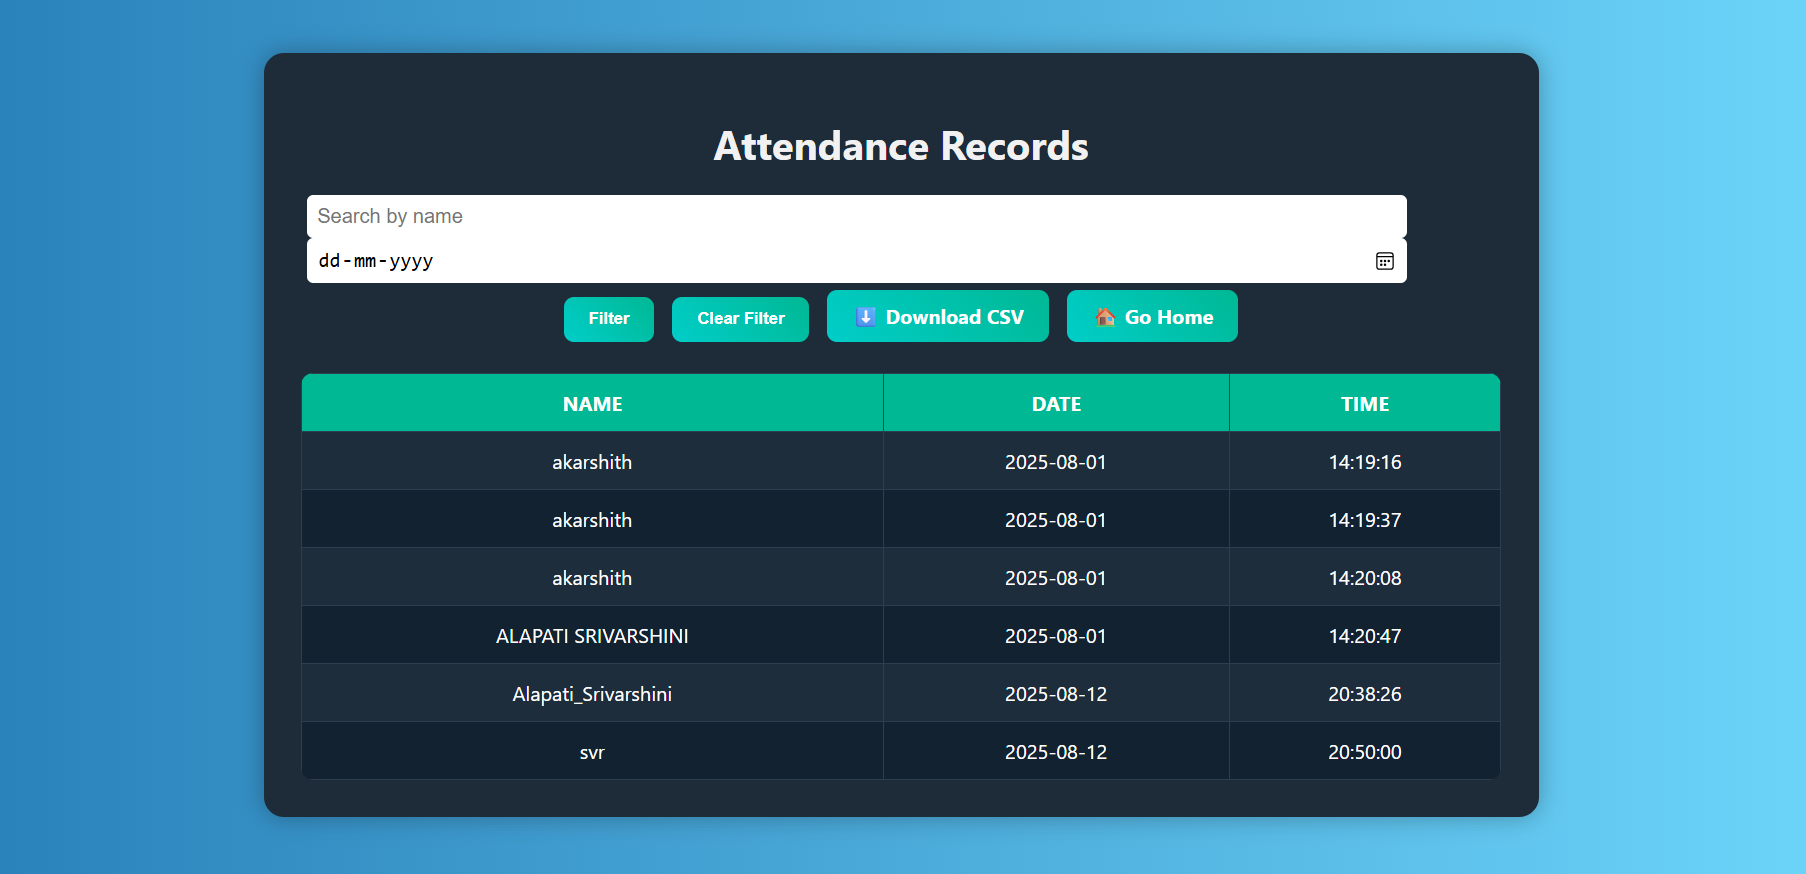 Attendance Records
Search by name
dd-mm-yyyy
Filter Clear Filter ⬇️ Download CSV 🏠 Go Home
NAME DATE TIME
akarshith 2025-08-01 14:19:16
akarshith 2025-08-01 14:19:37
akarshith 2025-08-01 14:20:08
ALAPATI SRIVARSHINI 2025-08-01 14:20:47
Alapati_Srivarshini 2025-08-12 20:38:26
svr 2025-08-12 20:50:00